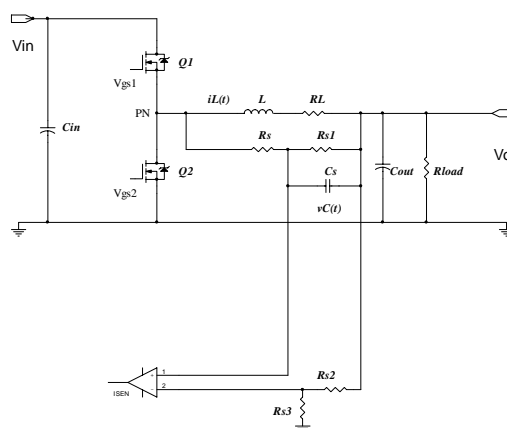 Vin
Q1
Vgs1
iL(t) L RL
PN
Cin
Rs Rs1
Vo
Q2
Vgs2
Cs
Cout Rload
vC(t)
1
2
ISEN
Rs2
Rs3